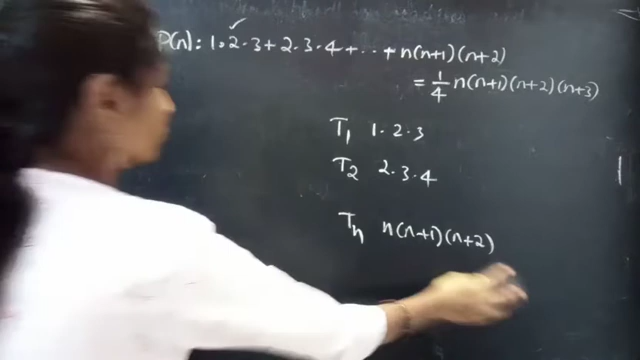 P(n): 1·2·3 + 2·3·4 + ·· + n(n+1)(n+2)
= 1/4 n(n+1)(n+2)(n+3)
T1 1·2·3
T2 2·3·4
Tn n(n+1)(n+2)